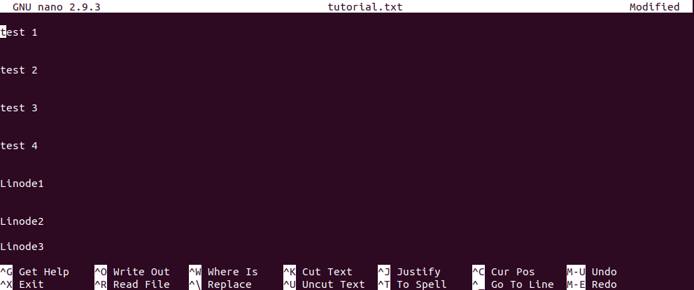 GNU nano 2.9.3 tutorial.txt Modified
test 1
test 2
test 3
test 4
Linode1
Linode2
Linode3
^G Get Help ^O Write Out ^W Where Is ^K Cut Text ^J Justify ^C Cur Pos M-U Undo
^X Exit ^R Read File ^\ Replace ^U Uncut Text ^T To Spell ^_ Go To Line M-E Redo